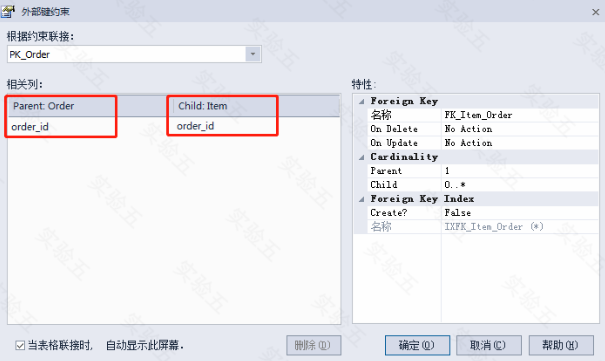 外部键约束
根据约束联接:
PK_Order
相关列:
Parent: Order Child: Item
order_id order_id
特性:
Foreign Key
名称 FK_Item_Order
On Delete No Action
On Update No Action
Cardinality
Parent 1
Child 0..*
Foreign Key Index
Create? False
名称 IXFK_Item_Order (*)
当表格联接时, 自动显示此屏幕.
删除(D) 确定(O) 取消(C) 帮助(H)
实验五